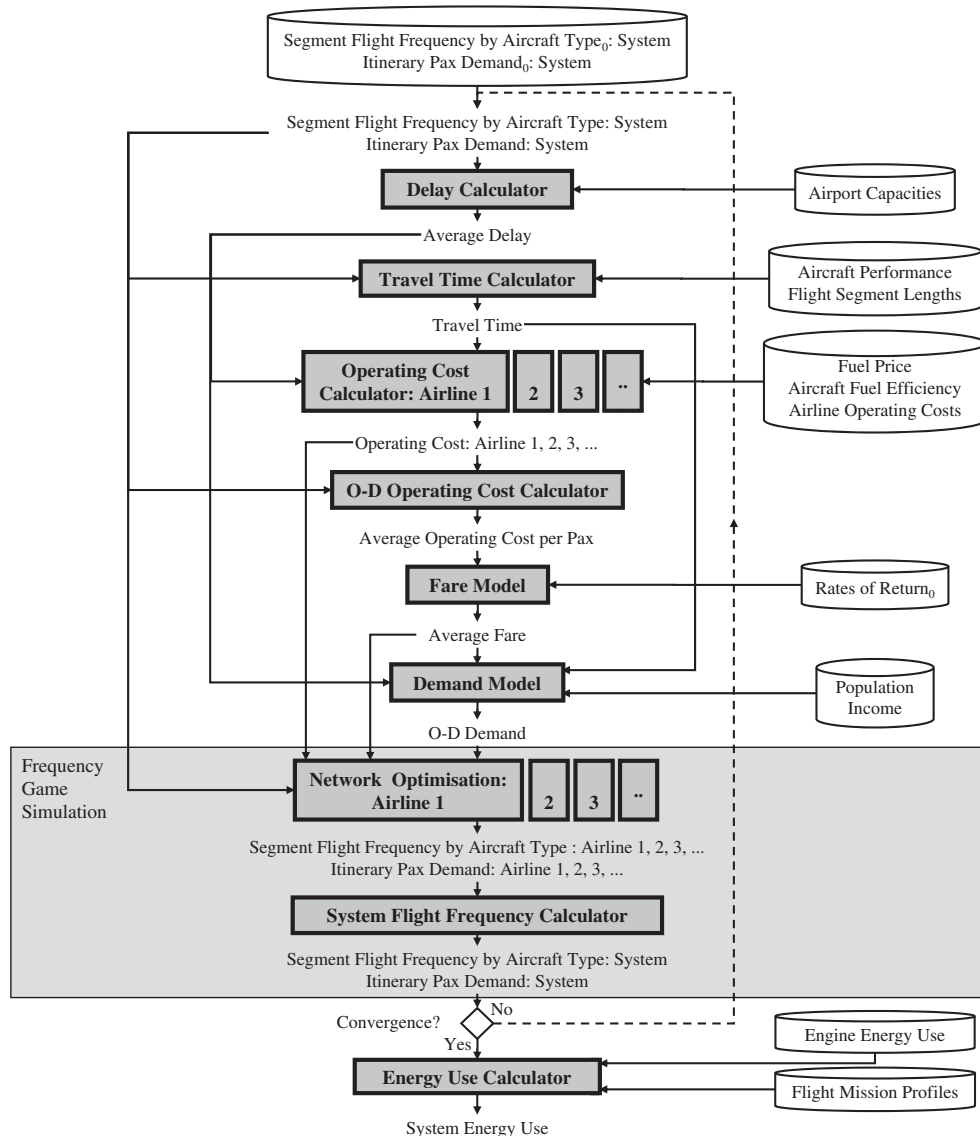 Segment Flight Frequency by Aircraft Type₀: System
Itinerary Pax Demand₀: System
Segment Flight Frequency by Aircraft Type: System
Itinerary Pax Demand: System
Delay Calculator
Airport Capacities
Average Delay
Travel Time Calculator
Aircraft Performance
Flight Segment Lengths
Travel Time
Operating Cost
Calculator: Airline 1
2
3
..
Fuel Price
Aircraft Fuel Efficiency
Airline Operating Costs
Operating Cost: Airline 1, 2, 3, ...
O-D Operating Cost Calculator
Average Operating Cost per Pax
Fare Model
Rates of Return₀
Average Fare
Demand Model
Population
Income
O-D Demand
Frequency
Game
Simulation
Network Optimisation:
Airline 1
2
3
..
Segment Flight Frequency by Aircraft Type : Airline 1, 2, 3, ...
Itinerary Pax Demand: Airline 1, 2, 3, ...
System Flight Frequency Calculator
Segment Flight Frequency by Aircraft Type: System
Itinerary Pax Demand: System
Convergence?
No
Yes
Engine Energy Use
Energy Use Calculator
Flight Mission Profiles
System Energy Use